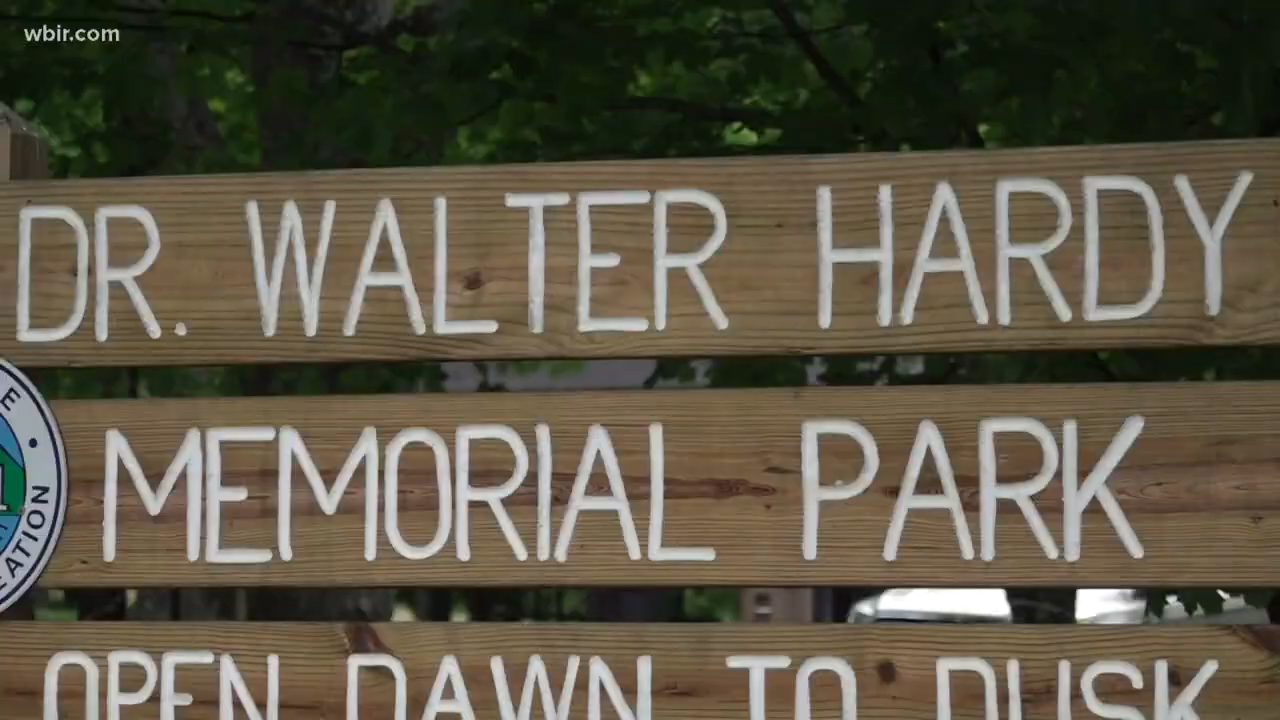 wbir.com
DR. WALTER HARDY
MEMORIAL PARK
OPEN DAWN TO DUSK